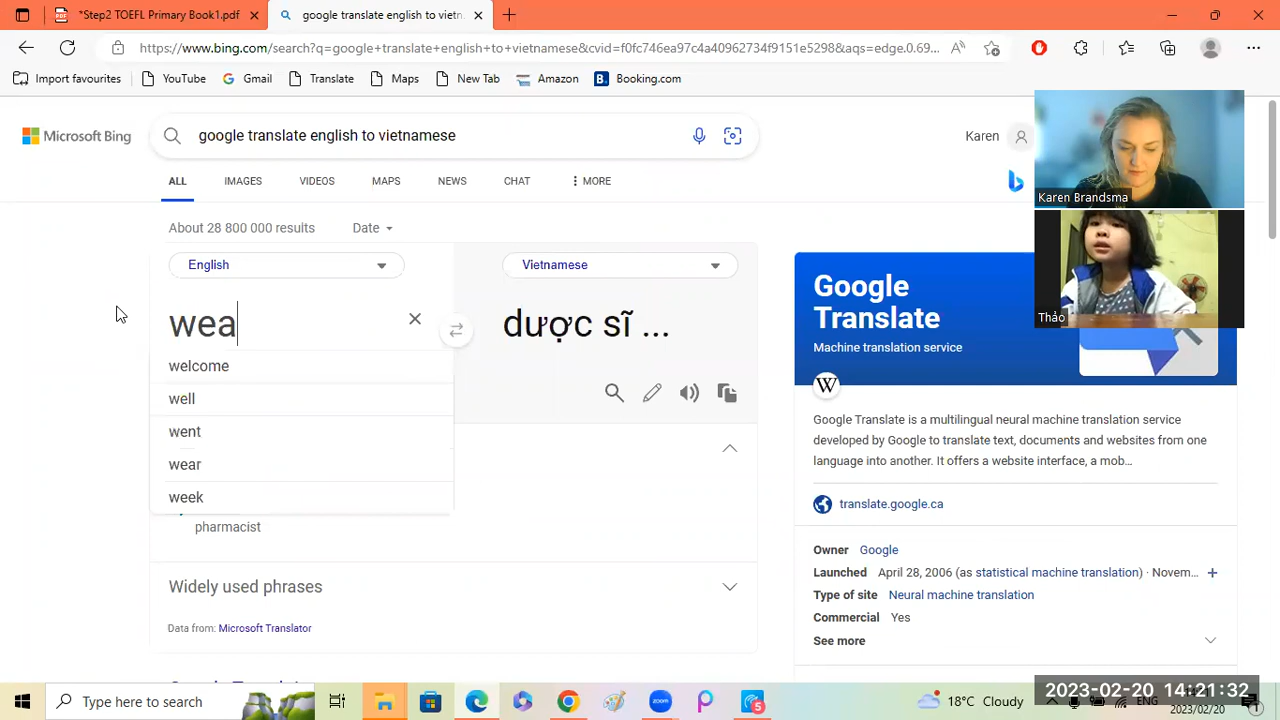 "Step2 TOEFL Primary Book1.pdf
google translate english to vietn
https://www.bing.com/search?q=google+translate+english+to+vietnamese&cvid=f0fc746ea97c4a40962734f9151e5298&aqs=edge.0.69...
Import favourites
YouTube
Gmail
Translate
Maps
New Tab
Amazon
B. Booking.com
Microsoft Bing
google translate english to vietnamese
Karen
Karen Brandsma
ALL
IMAGES
VIDEOS
MAPS
NEWS
CHAT
MORE
About 28 800 000 results
Date
English
Vietnamese
wea
dược sĩ ...
welcome
well
went
wear
week
pharmacist
Widely used phrases
Data from: Microsoft Translator
Thảo
Google
Translate
Machine translation service
W
Google Translate is a multilingual neural machine translation service
developed by Google to translate text, documents and websites from one
language into another. It offers a website interface, a mob...
translate.google.ca
Owner Google
Launched April 28, 2006 (as statistical machine translation) · Novem...
Type of site Neural machine translation
Commercial Yes
See more
Type here to search
zoom
5
18°C Cloudy
ENG
2023-02-20 14:21:32
2023/02/20